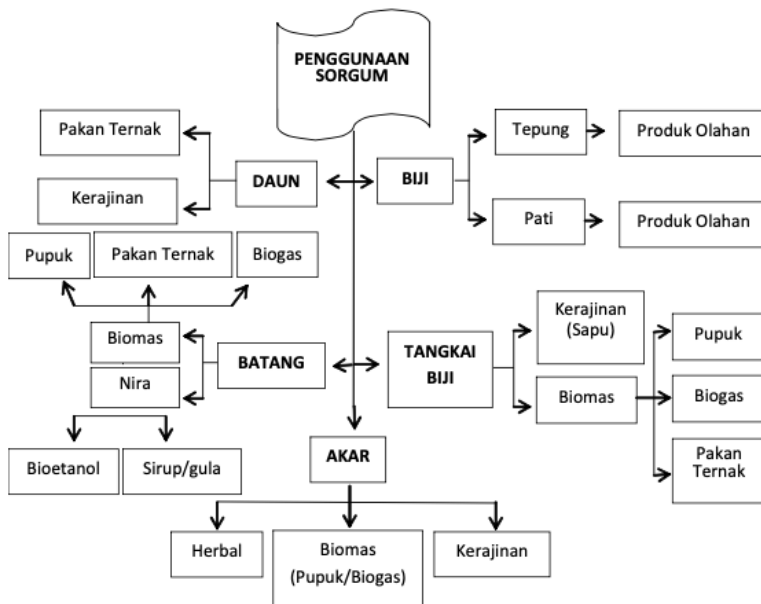 PENGGUNAAN
SORGUM
Pakan Ternak
Tepung
Produk Olahan
DAUN
BIJI
Kerajinan
Pati
Produk Olahan
Pupuk
Pakan Ternak
Biogas
Kerajinan
(Sapu)
Pupuk
Biomas
BATANG
TANGKAI
BIJI
Nira
Biomas
Biogas
Bioetanol
Sirup/gula
AKAR
Pakan
Ternak
Herbal
Biomas
(Pupuk/Biogas)
Kerajinan